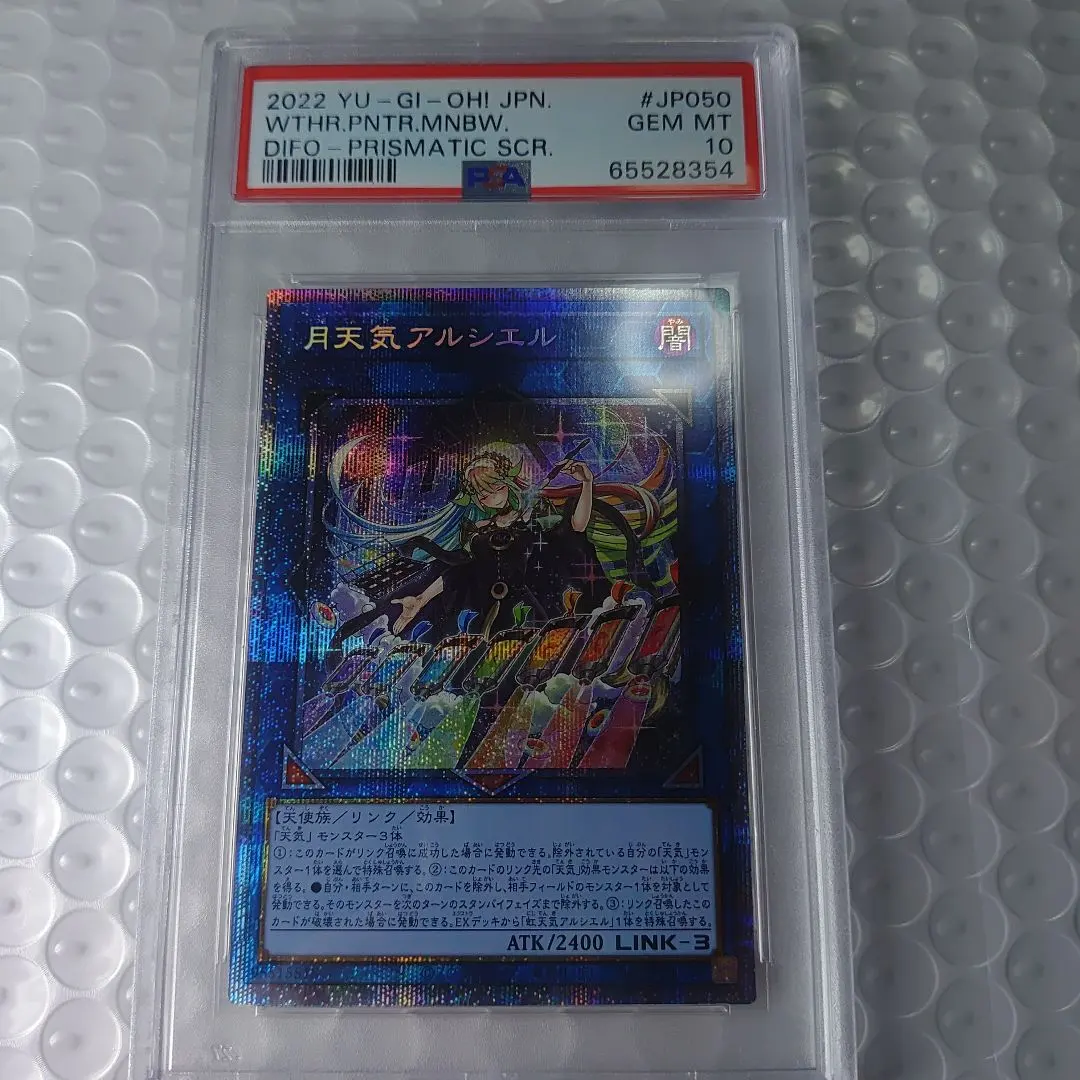 2022 YU-GI-OH! JPN. #JP050
WTHR.PNTR.MNBW. GEM MT
DIFO-PRISMATIC SCR. 10
PSA 65528354
月天気アルシエル 闇
【天使族/リンク/効果】
「天気」モンスター3体
①:このカードがリンク召喚に成功した場合に発動できる。除外されている自分の「天気」モン
スター1体を選んで特殊召喚する。②:このカードのリンク先の「天気」効果モンスターは以下の効果
を得る。●自分・相手ターンに、このカードを除外し、相手フィールドのモンスター1体を対象として
発動できる。そのモンスターを次のターンのスタンバイフェイズまで除外する。③:リンク召喚したこの
カードが破壊された場合に発動できる。EXデッキから「虹天気アルシエル」1体を特殊召喚する。
ATK/2400 LINK-3